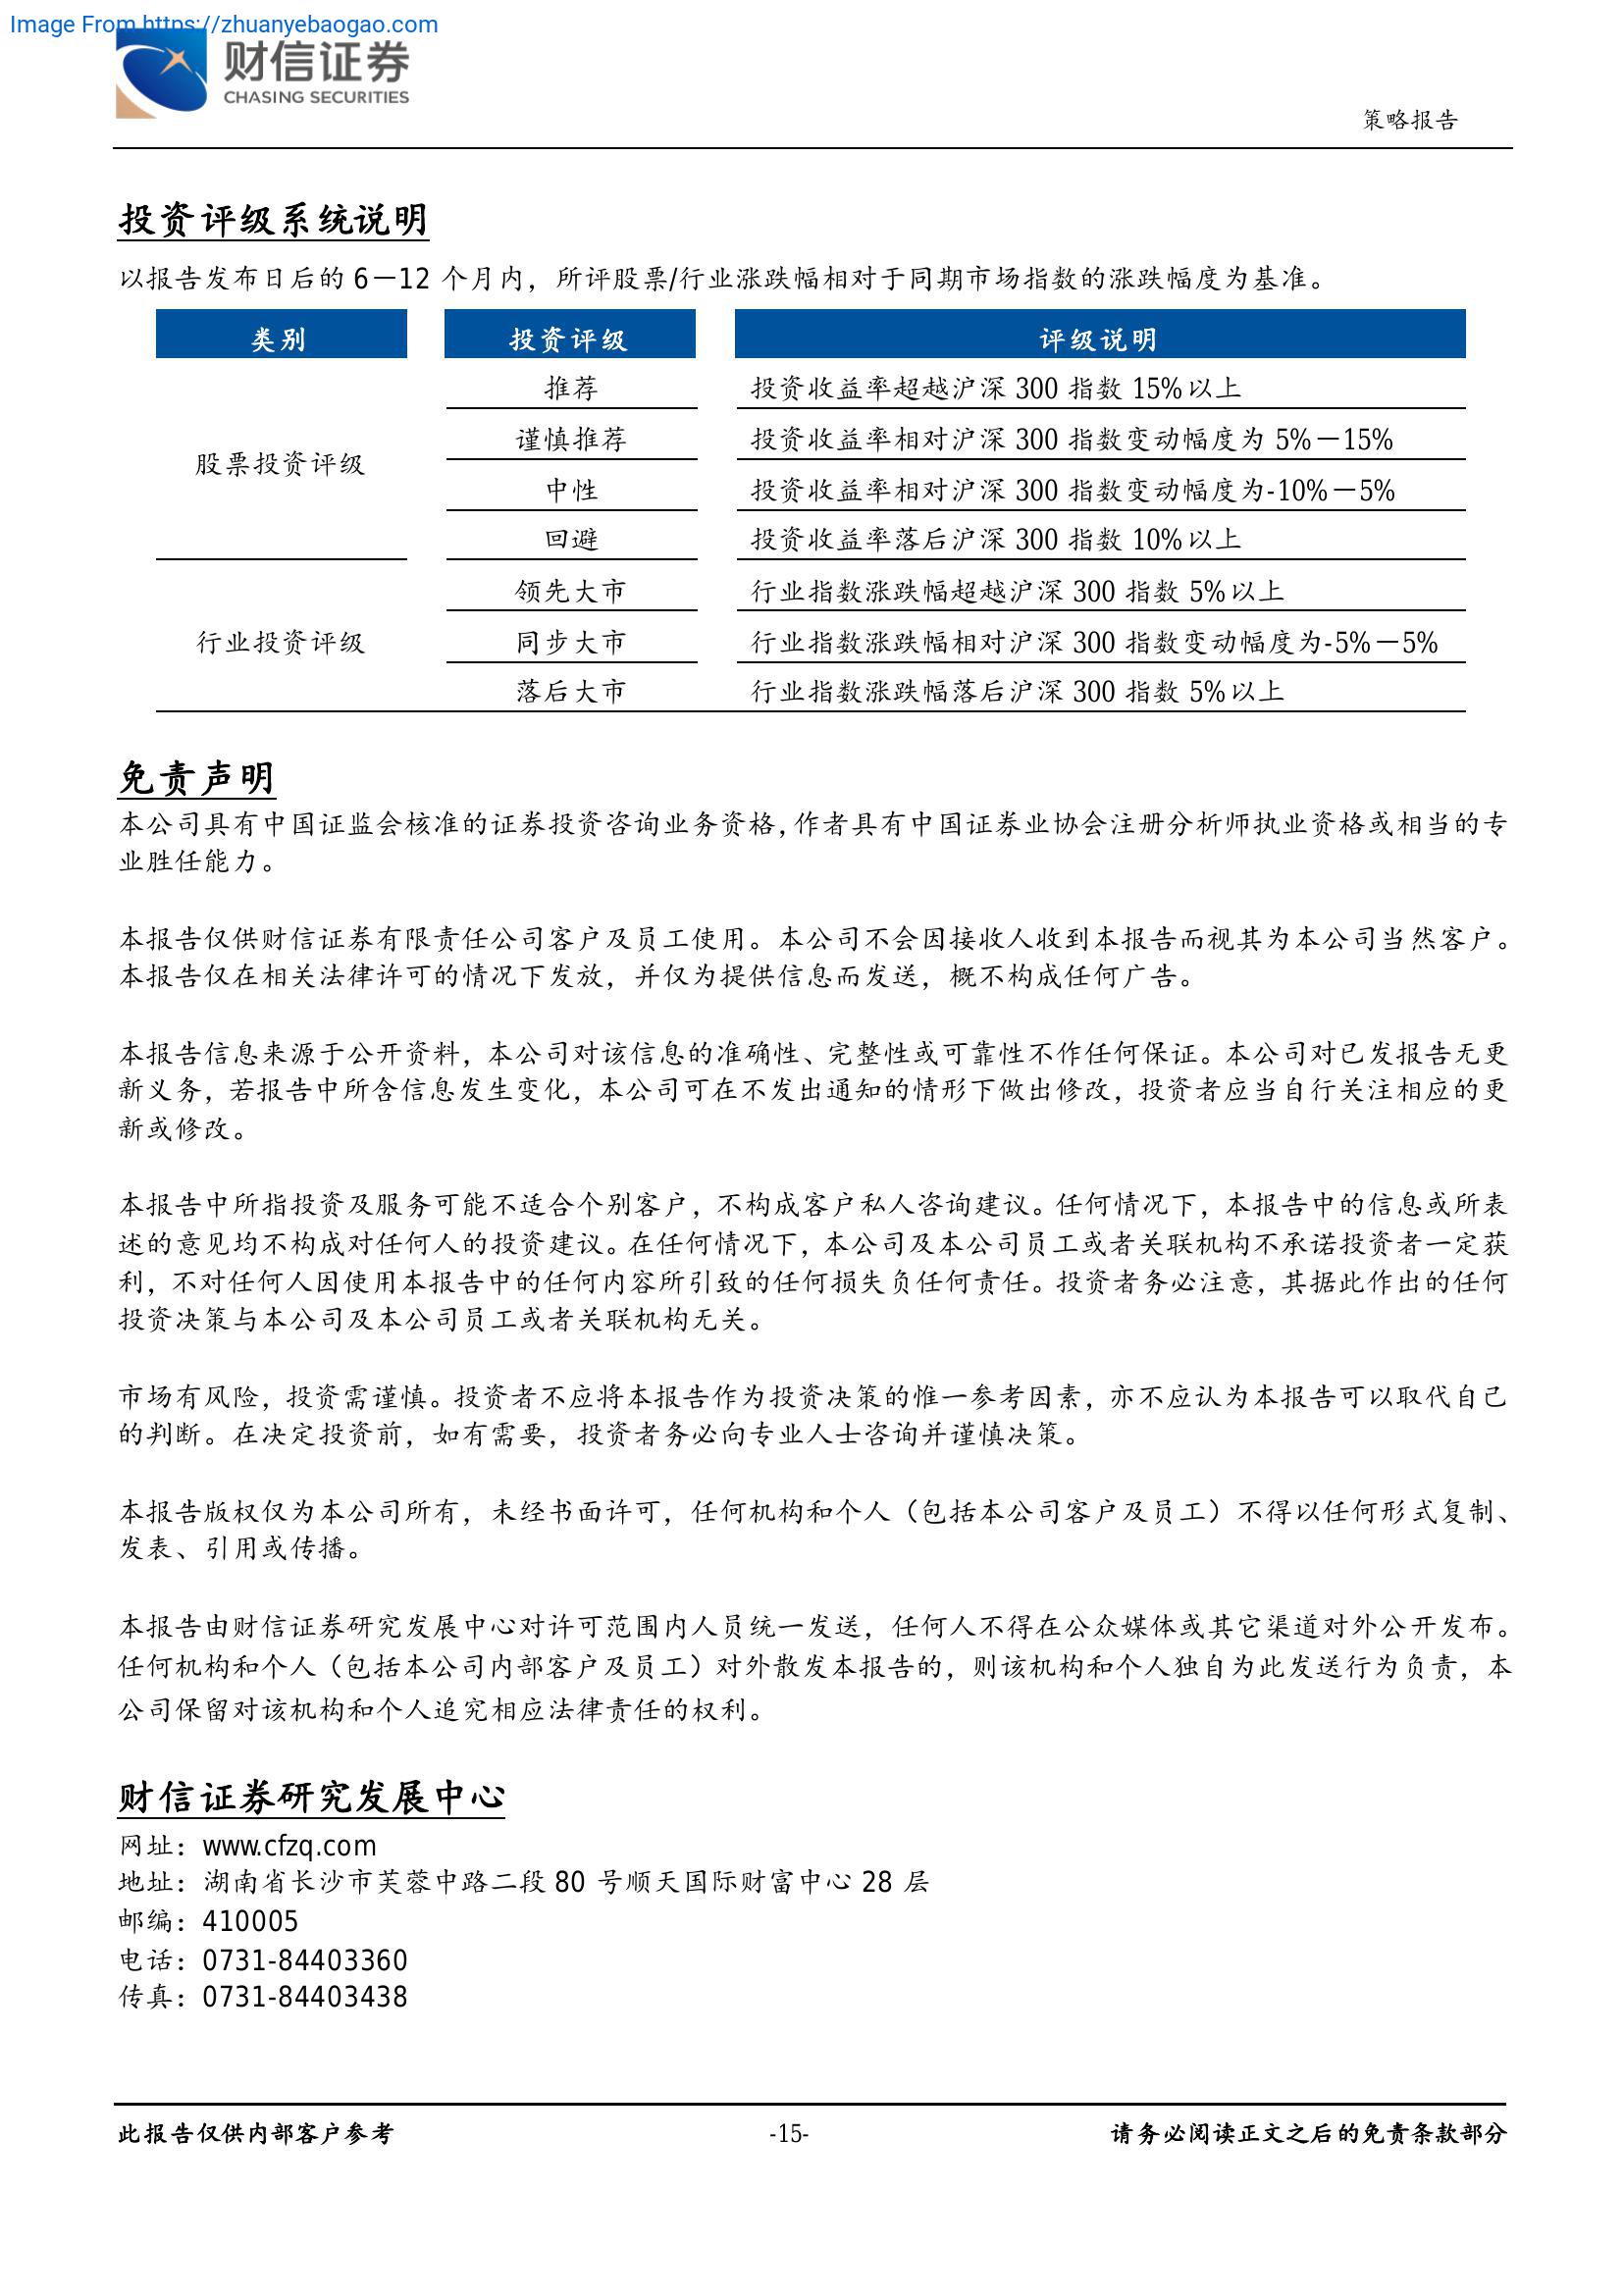 Image From https://zhuanyebaogao.com
财信证券
CHASING SECURITIES
策略报告
投资评级系统说明
以报告发布日后的 6－12 个月内，所评股票/行业涨跌幅相对于同期市场指数的涨跌幅度为基准。
类别 投资评级 评级说明
推荐 投资收益率超越沪深 300 指数 15%以上
谨慎推荐 投资收益率相对沪深 300 指数变动幅度为 5%－15%
股票投资评级
中性 投资收益率相对沪深 300 指数变动幅度为-10%－5%
回避 投资收益率落后沪深 300 指数 10%以上
领先大市 行业指数涨跌幅超越沪深 300 指数 5%以上
行业投资评级 同步大市 行业指数涨跌幅相对沪深 300 指数变动幅度为-5%－5%
落后大市 行业指数涨跌幅落后沪深 300 指数 5%以上
免责声明
本公司具有中国证监会核准的证券投资咨询业务资格，作者具有中国证券业协会注册分析师执业资格或相当的专
业胜任能力。
本报告仅供财信证券有限责任公司客户及员工使用。本公司不会因接收人收到本报告而视其为本公司当然客户。
本报告仅在相关法律许可的情况下发放，并仅为提供信息而发送，概不构成任何广告。
本报告信息来源于公开资料，本公司对该信息的准确性、完整性或可靠性不作任何保证。本公司对已发报告无更
新义务，若报告中所含信息发生变化，本公司可在不发出通知的情形下做出修改，投资者应当自行关注相应的更
新或修改。
本报告中所指投资及服务可能不适合个别客户，不构成客户私人咨询建议。任何情况下，本报告中的信息或所表
述的意见均不构成对任何人的投资建议。在任何情况下，本公司及本公司员工或者关联机构不承诺投资者一定获
利，不对任何人因使用本报告中的任何内容所引致的任何损失负任何责任。投资者务必注意，其据此作出的任何
投资决策与本公司及本公司员工或者关联机构无关。
市场有风险，投资需谨慎。投资者不应将本报告作为投资决策的惟一参考因素，亦不应认为本报告可以取代自己
的判断。在决定投资前，如有需要，投资者务必向专业人士咨询并谨慎决策。
本报告版权仅为本公司所有，未经书面许可，任何机构和个人（包括本公司客户及员工）不得以任何形式复制、
发表、引用或传播。
本报告由财信证券研究发展中心对许可范围内人员统一发送，任何人不得在公众媒体或其它渠道对外公开发布。
任何机构和个人（包括本公司内部客户及员工）对外散发本报告的，则该机构和个人独自为此发送行为负责，本
公司保留对该机构和个人追究相应法律责任的权利。
财信证券研究发展中心
网址：www.cfzq.com
地址：湖南省长沙市芙蓉中路二段 80 号顺天国际财富中心 28 层
邮编：410005
电话：0731-84403360
传真：0731-84403438
此报告仅供内部客户参考 -15- 请务必阅读正文之后的免责条款部分